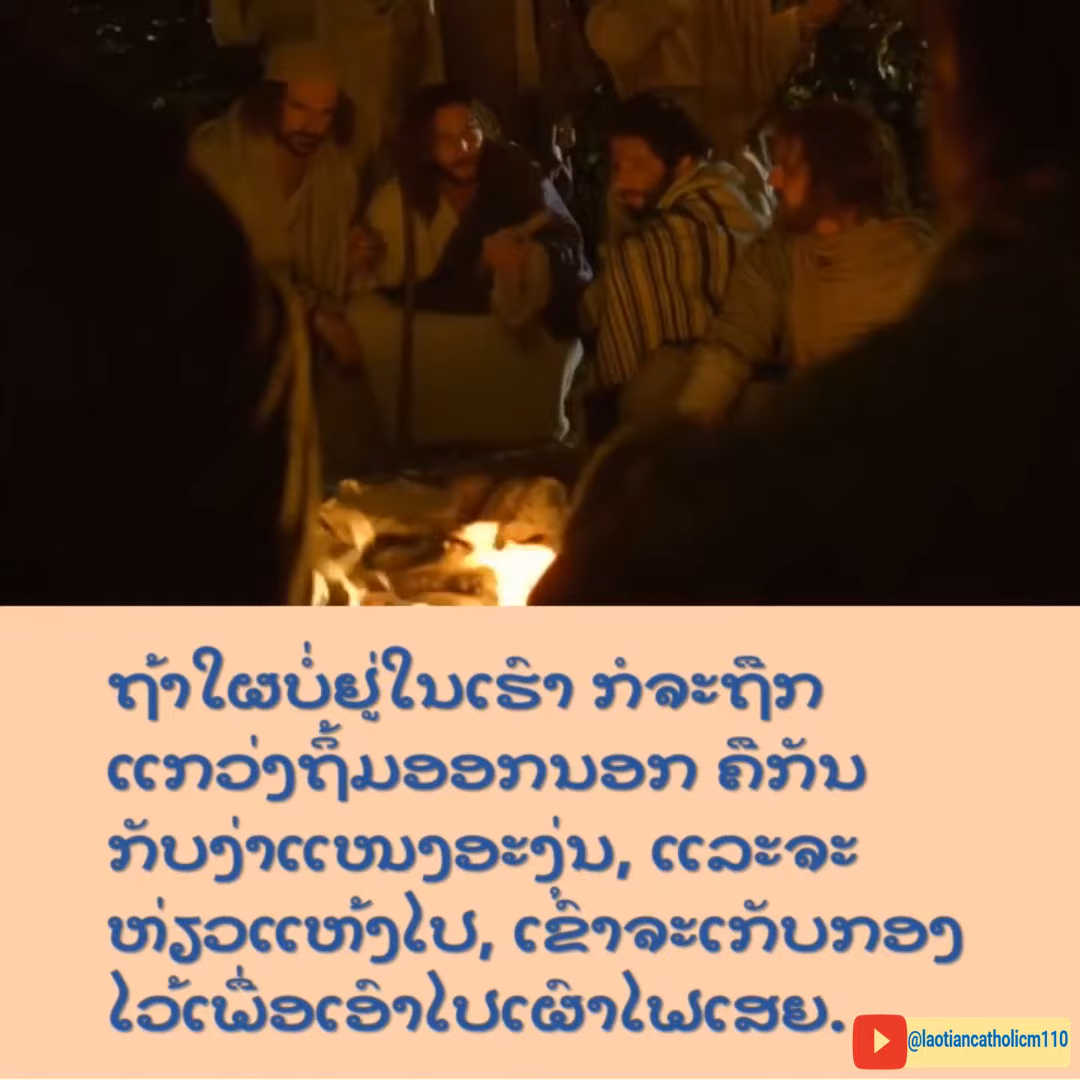 ຖ້າໃຜບໍ່ຢູ່ໃນເຮົາ ກໍຈະຖືກ
ແກວ່ງຖິ້ມອອກນອກ ຄືກັນ
ກັບງ່າແໜງອະງຸ່ນ, ແລະຈະ
ຫ່ຽວແຫ້ງໄປ, ເຂົາຈະເກັບກອງ
ໄວ້ເພື່ອເອົາໄປເຜົາໄຟເສຍ.
@laotiancatholicm110